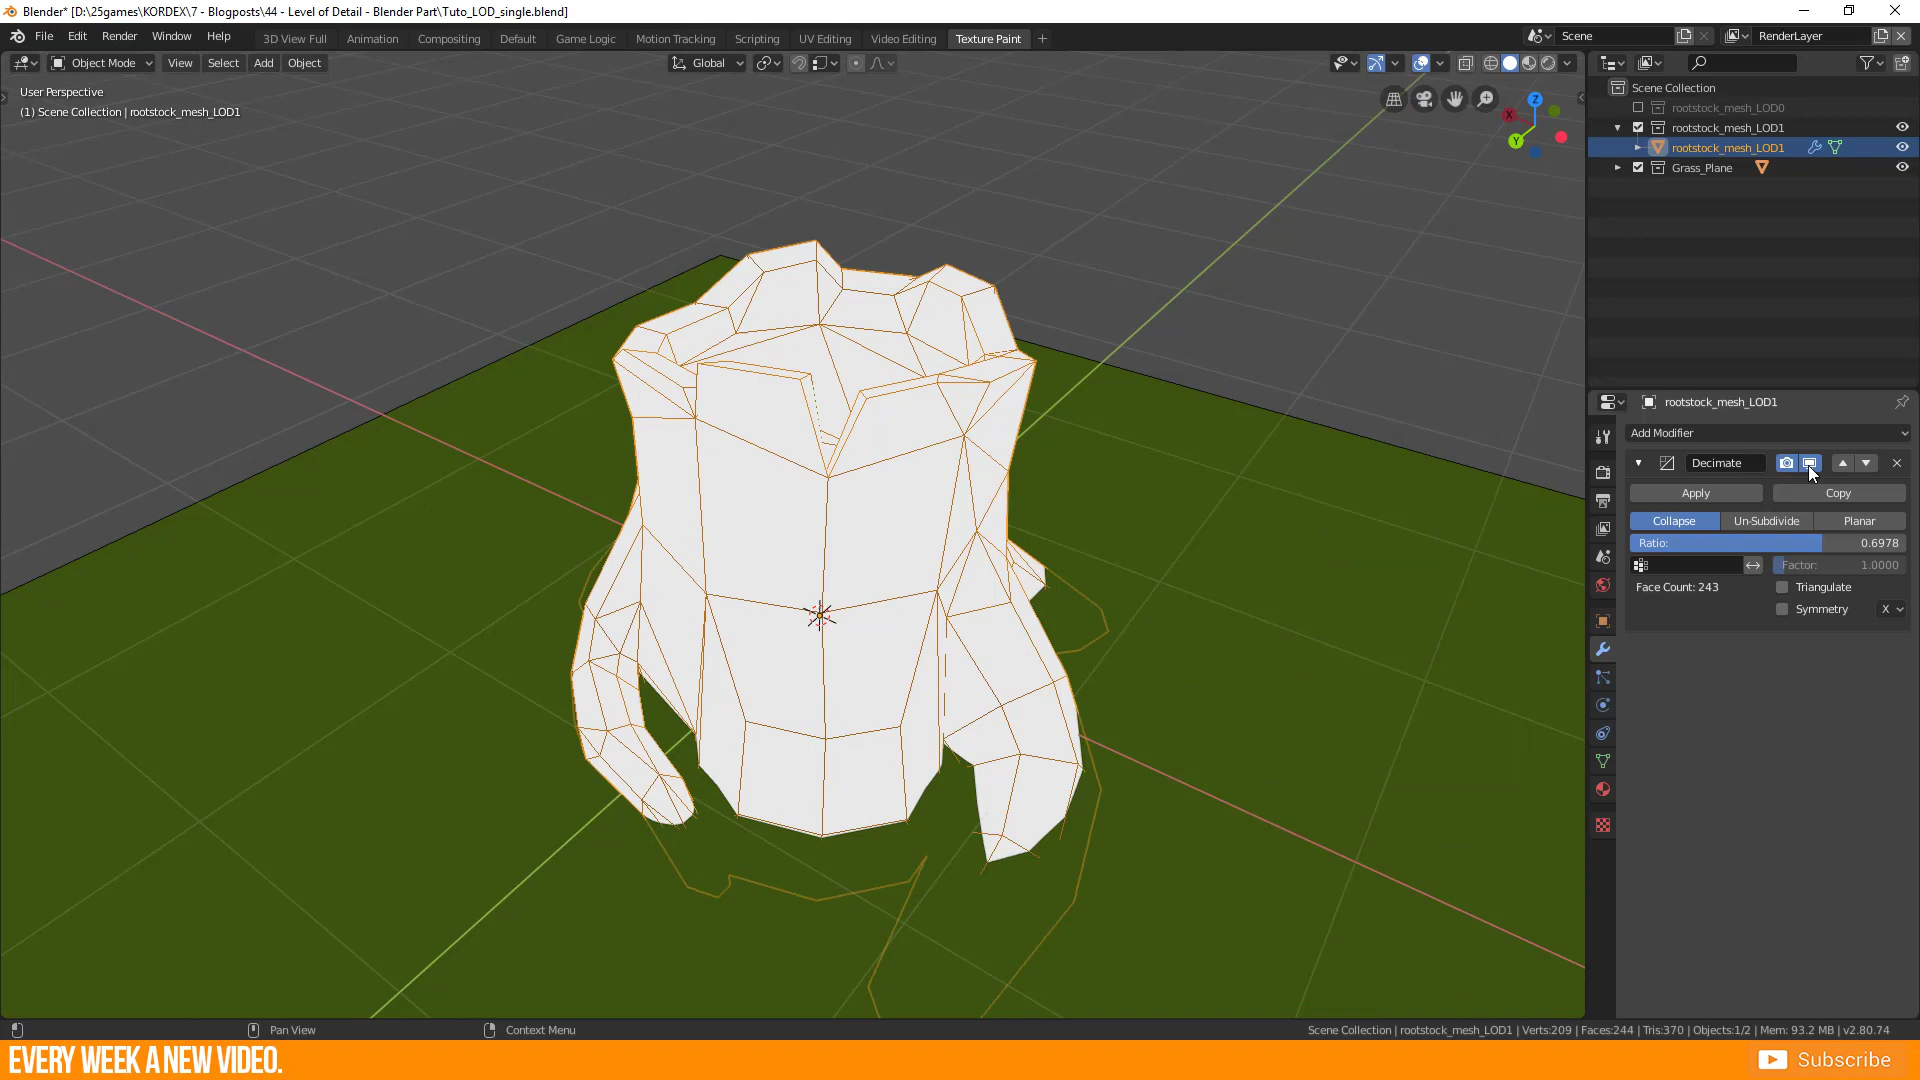 Blender* [D:\25games\KORDEX\7 - Blogposts\44 - Level of Detail - Blender Part\Tuto_LOD_single.blend]
File Edit Render Window Help 3D View Full Animation Compositing Default Game Logic Motion Tracking Scripting UV Editing Video Editing Texture Paint Scene RenderLayer
Object Mode View Select Add Object Global
User Perspective
(1) Scene Collection | rootstock_mesh_LOD1
Z
X
Y
Scene Collection
rootstock_mesh_LOD0
rootstock_mesh_LOD1
rootstock_mesh_LOD1
Grass_Plane
rootstock_mesh_LOD1
Add Modifier
Decimate
Apply Copy
Collapse Un-Subdivide Planar
Ratio: 0.6978
Factor: 1.0000
Face Count: 243 Triangulate
Symmetry X
Pan View Context Menu Scene Collection | rootstock_mesh_LOD1 | Verts:209 | Faces:244 | Tris:370 | Objects:1/2 | Mem: 93.2 MB | v2.80.74
EVERY WEEK A NEW VIDEO. Subscribe